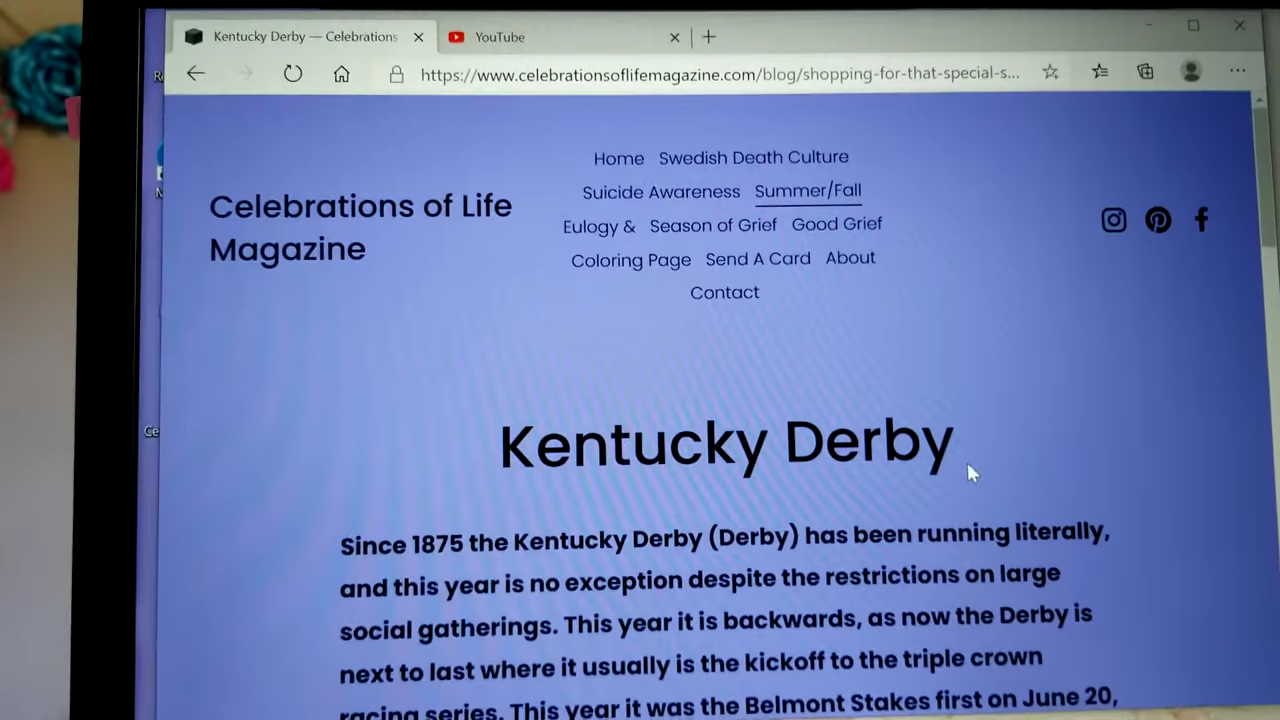 Kentucky Derby — Celebrations
YouTube
https://www.celebrationsoflifemagazine.com/blog/shopping-for-that-special-s...
Home Swedish Death Culture
Suicide Awareness Summer/Fall
Eulogy & Season of Grief Good Grief
Coloring Page Send A Card About
Contact
Celebrations of Life
Magazine
Kentucky Derby
Since 1875 the Kentucky Derby (Derby) has been running literally,
and this year is no exception despite the restrictions on large
social gatherings. This year it is backwards, as now the Derby is
next to last where it usually is the kickoff to the triple crown
racing series. This year it was the Belmont Stakes first on June 20,